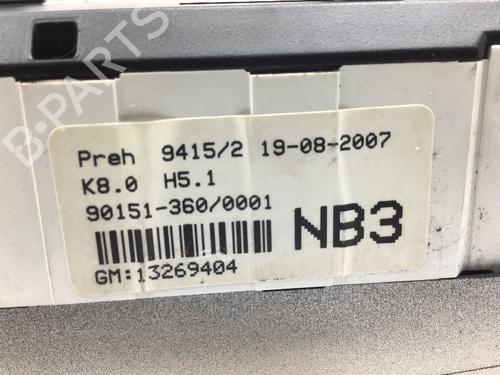 B-PARTS
Preh 9415/2 19-08-2007
K8.0 H5.1
90151-360/0001
NB3
GM:13269404